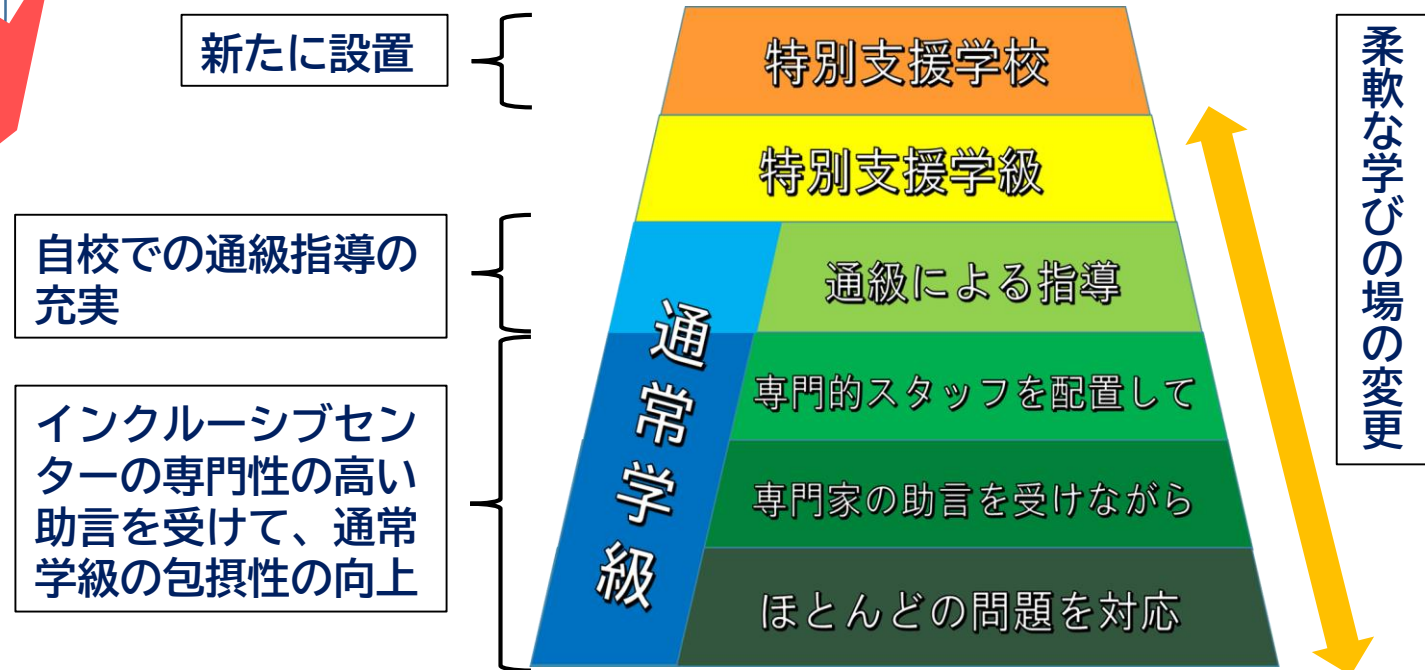 新たに設置
自校での通級指導の
充実
インクルーシブセン
ターの専門性の高い
助言を受けて、通常
学級の包摂性の向上
特別支援学校
特別支援学級
通級による指導
専門的スタッフを配置して
専門家の助言を受けながら
ほとんどの問題を対応
通常学級
柔軟な学びの場の変更